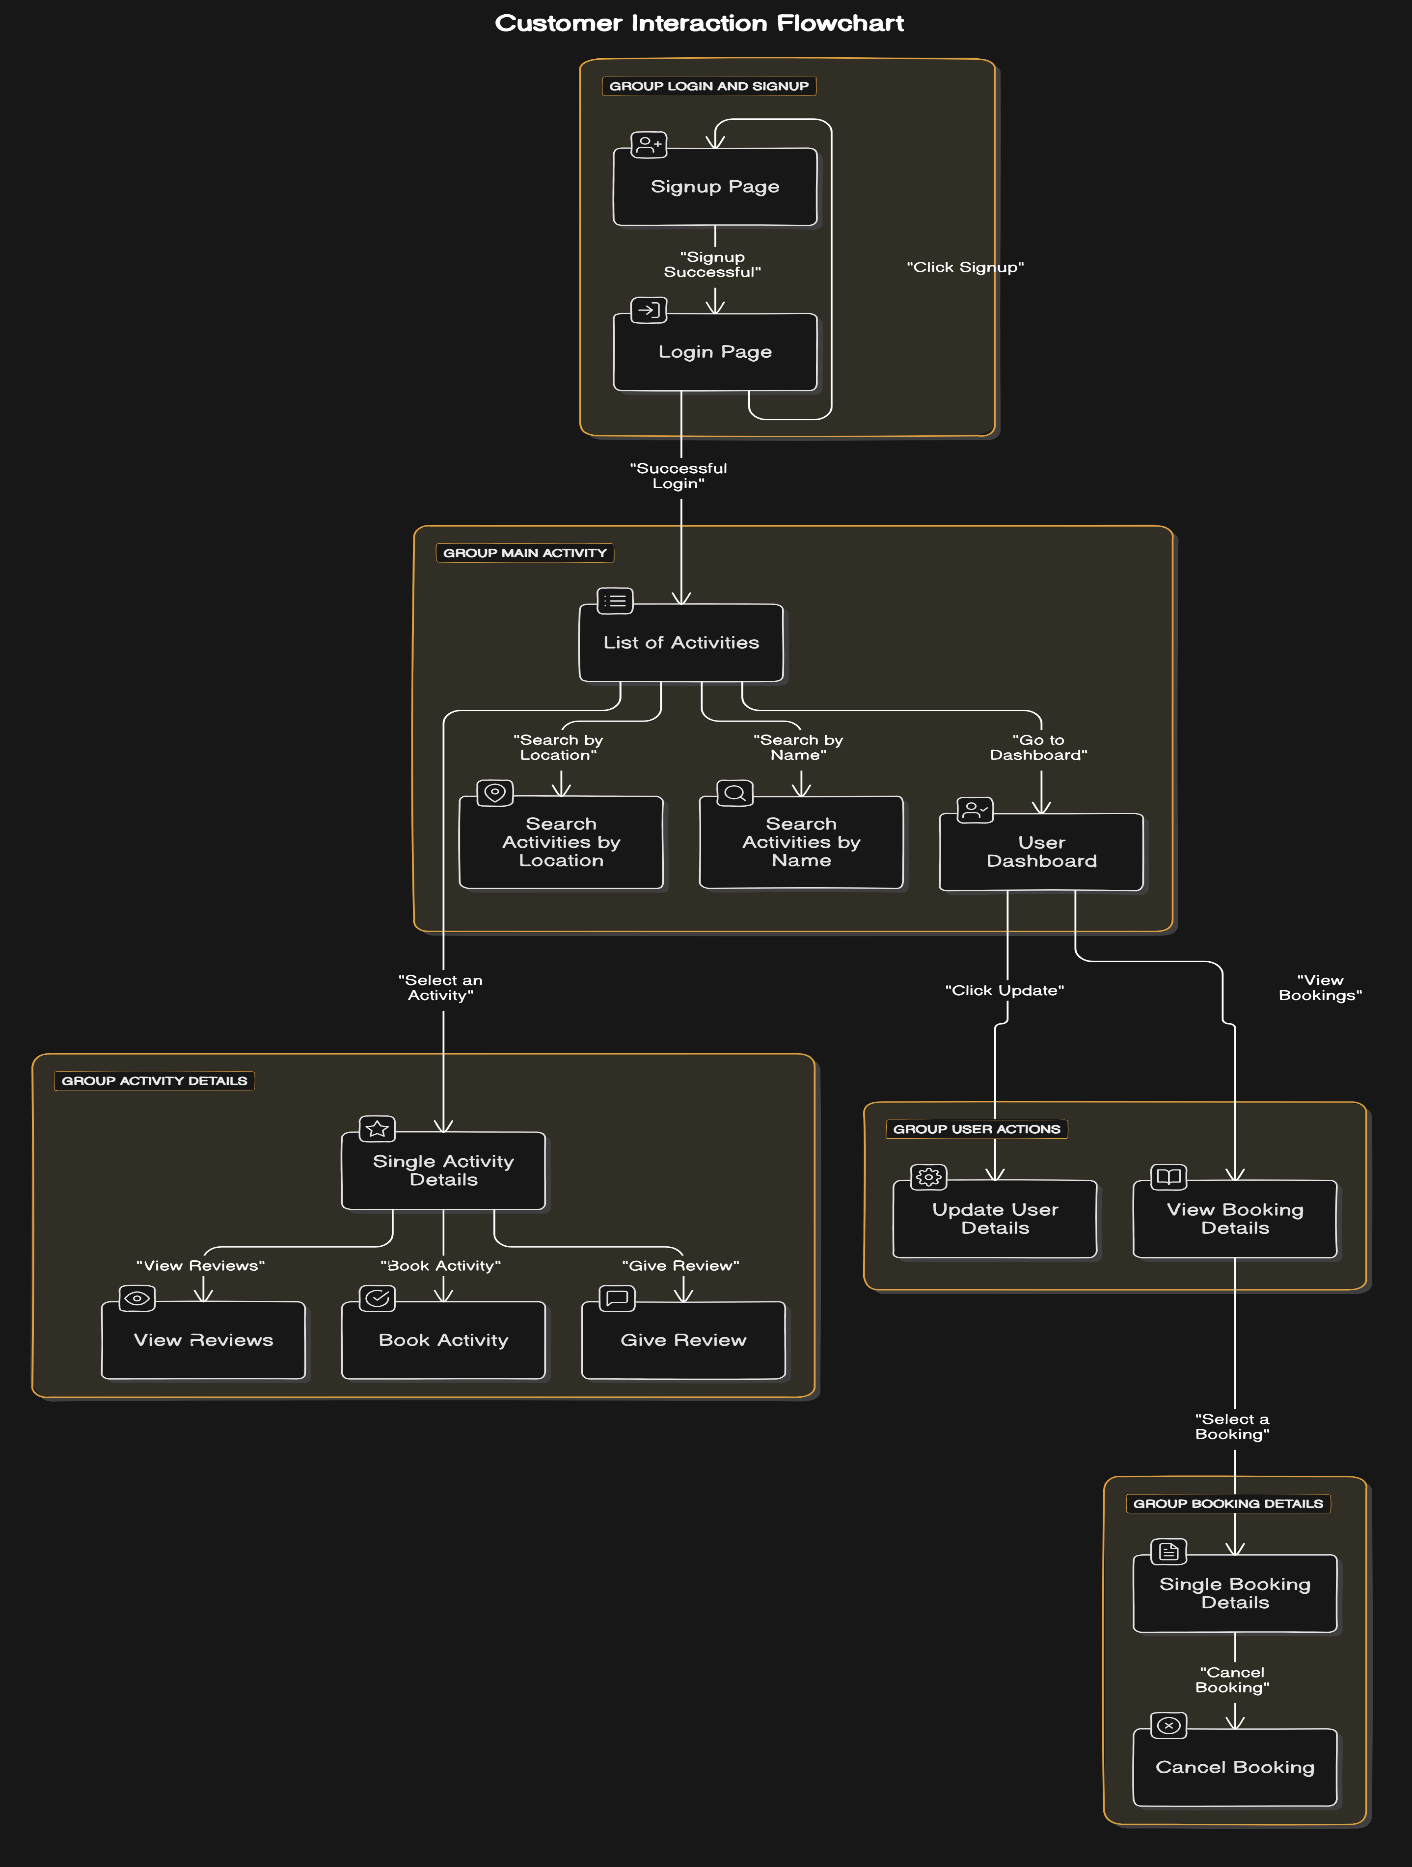 Customer Interaction Flowchart
GROUP LOGIN AND SIGNUP
Signup Page
"Signup
Successful"
"Click Signup"
Login Page
"Successful
Login"
GROUP MAIN ACTIVITY
List of Activities
"Search by
Location"
"Search by
Name"
"Go to
Dashboard"
Search
Activities by
Location
Search
Activities by
Name
User
Dashboard
"Select an
Activity"
"Click Update"
"View
Bookings"
GROUP ACTIVITY DETAILS
Single Activity
Details
"View Reviews"
"Book Activity"
"Give Review"
View Reviews
Book Activity
Give Review
GROUP USER ACTIONS
Update User
Details
View Booking
Details
"Select a
Booking"
GROUP BOOKING DETAILS
Single Booking
Details
"Cancel
Booking"
Cancel Booking